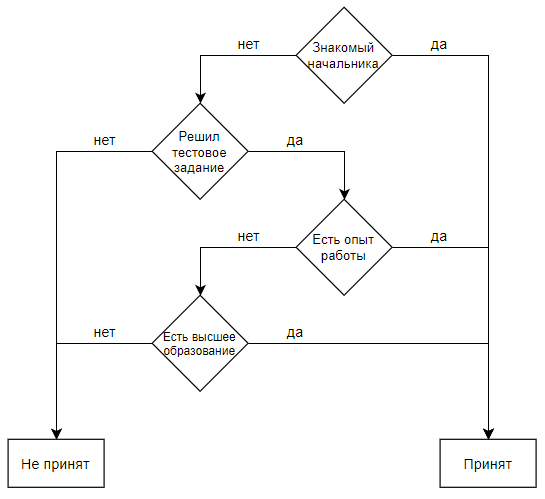 нет
Знакомый
начальника
да
нет
Решил
тестовое
задание
да
нет
Есть опыт
работы
да
нет
Есть высшее
образование
да
Не принят
Принят